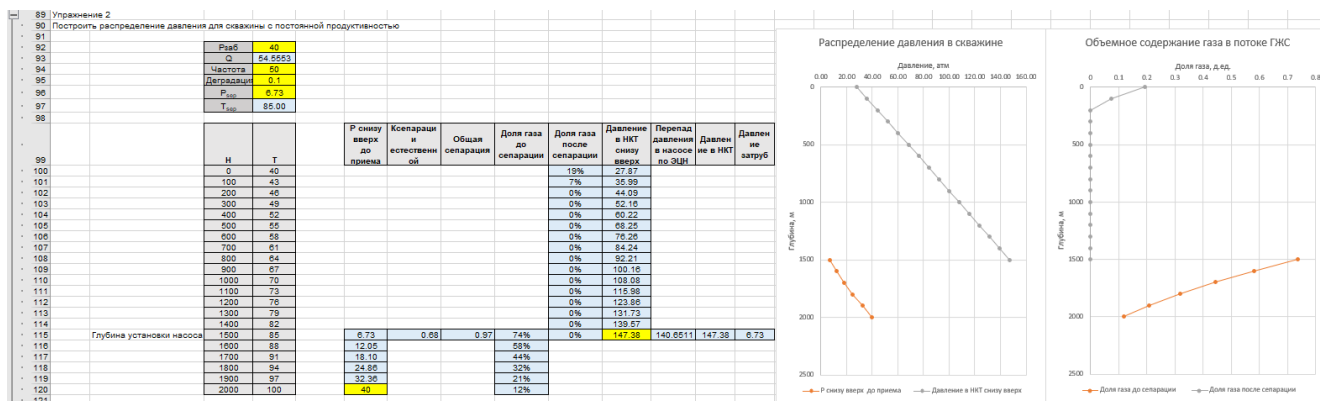 89 Упражнение 2
90 Построить распределение давления для скважины с постоянной продуктивностью
91
92 Рзаб 40
93 Q 54.5553
94 Частота 50
95 Деградаци 0.1
96 Psep 6.73
97 Tsep 85.00
98
99 H T Р снизу вверх до приема Ксепараци и естественн ой Общая сепарация Доля газа до сепарации Доля газа после сепарации Давление в НКТ снизу вверх Перепад давления в насосе по ЭЦН Давлен ие в НКТ Давлен ие затруб
100 0 40 19% 27.87
101 100 43 7% 35.99
102 200 46 0% 44.09
103 300 49 0% 52.16
104 400 52 0% 60.22
105 500 55 0% 68.25
106 600 58 0% 76.26
107 700 61 0% 84.24
108 800 64 0% 92.21
109 900 67 0% 100.16
110 1000 70 0% 108.08
111 1100 73 0% 115.98
112 1200 76 0% 123.86
113 1300 79 0% 131.73
114 1400 82 0% 139.57
115 Глубина установки насоса 1500 85 6.73 0.68 0.97 74% 0% 147.38 140.6511 147.38 6.73
116 1600 88 12.05 58%
117 1700 91 18.10 44%
118 1800 94 24.86 32%
119 1900 97 32.36 21%
120 2000 100 40 12%
Распределение давления в скважине
Давление, атм
0.00 20.00 40.00 60.00 80.00 100.00 120.00 140.00 160.00
0
500
1000
1500
2000
2500
Глубина, м
Р снизу вверх до приема Давление в НКТ снизу вверх
Объемное содержание газа в потоке ГЖС
Доля газа, д.ед.
0 0.1 0.2 0.3 0.4 0.5 0.6 0.7 0.8
0
500
1000
1500
2000
2500
Глубина, м
Доля газа до сепарации Доля газа после сепарации